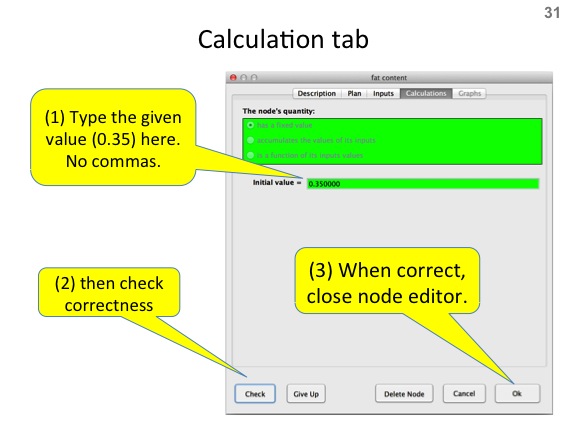 31
Calculation tab
fat content
Description Plan Inputs Calculations Graphs
The node's quantity:
has a fixed value
accumulates the values of its inputs
is a function of its inputs values
Initial value = 0.350000
(1) Type the given
value (0.35) here.
No commas.
(2) then check
correctness
(3) When correct,
close node editor.
Check Give Up Delete Node Cancel Ok